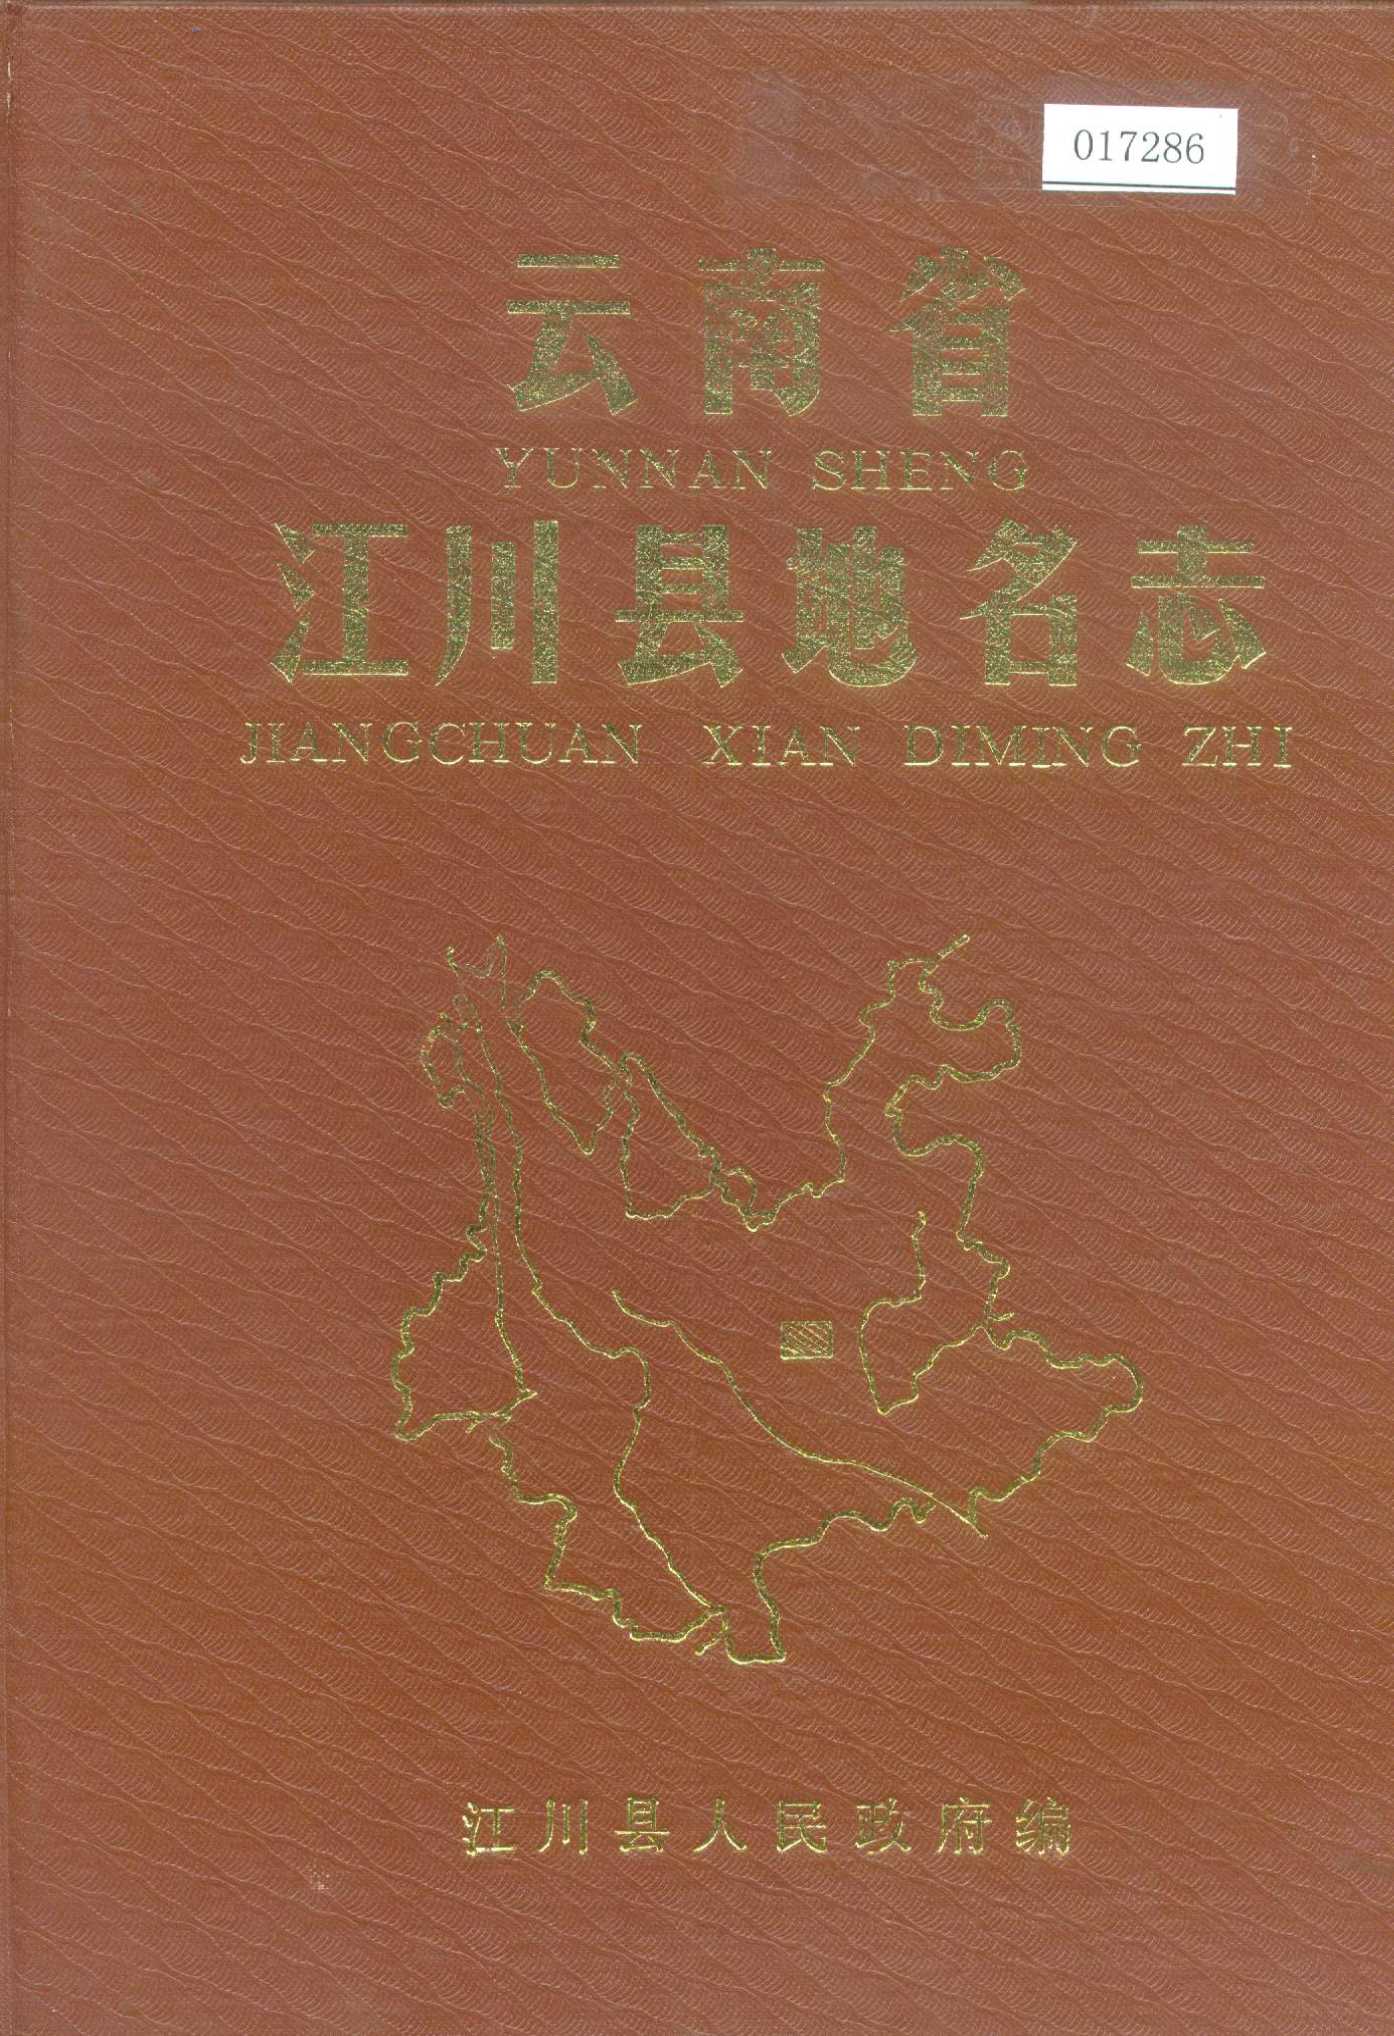 017286
云南省
YUNNAN SHENG
江川县地名志
JIANGCHUAN XIAN DIMING ZHI
江川县人民政府编